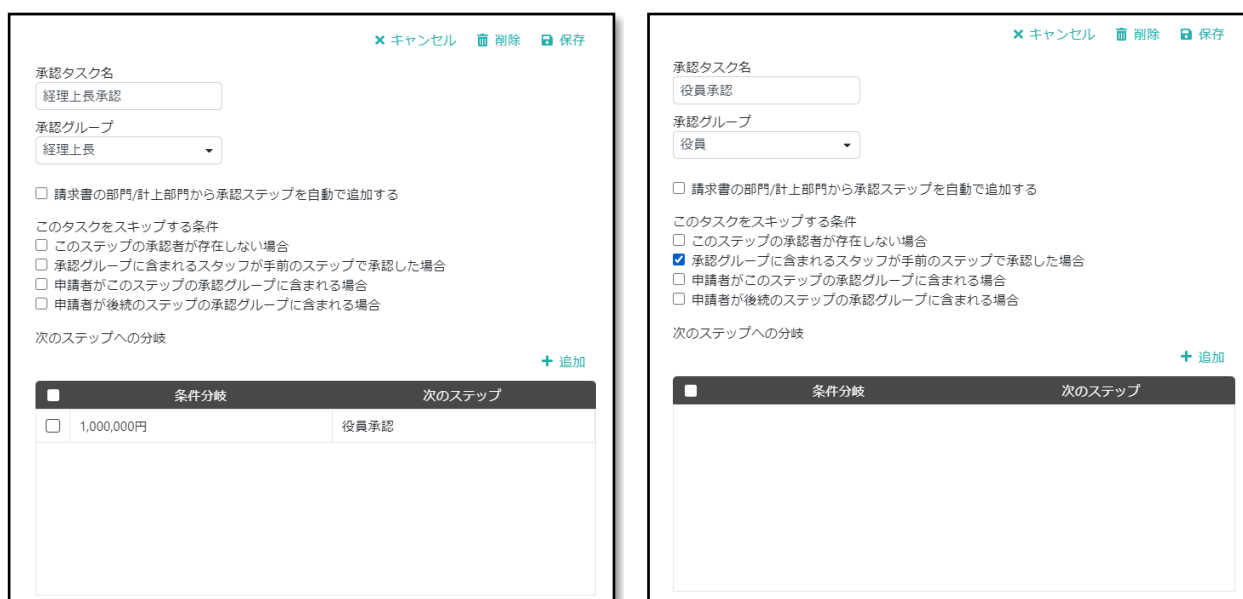 キャンセル 削除 保存
承認タスク名
経理上長承認
承認グループ
経理上長
請求書の部門/計上部門から承認ステップを自動で追加する
このタスクをスキップする条件
このステップの承認者が存在しない場合
承認グループに含まれるスタッフが手前のステップで承認した場合
申請者がこのステップの承認グループに含まれる場合
申請者が後続のステップの承認グループに含まれる場合
次のステップへの分岐
追加
条件分岐 次のステップ
1,000,000円 役員承認
キャンセル 削除 保存
承認タスク名
役員承認
承認グループ
役員
請求書の部門/計上部門から承認ステップを自動で追加する
このタスクをスキップする条件
このステップの承認者が存在しない場合
承認グループに含まれるスタッフが手前のステップで承認した場合
申請者がこのステップの承認グループに含まれる場合
申請者が後続のステップの承認グループに含まれる場合
次のステップへの分岐
追加
条件分岐 次のステップ